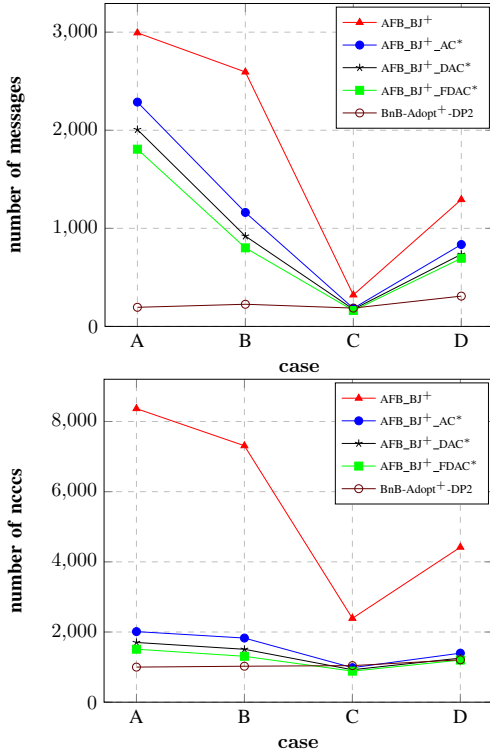 number of messages
3,000
2,000
1,000
0
A B C D
case
AFB_BJ+
AFB_BJ+_AC*
AFB_BJ+_DAC*
AFB_BJ+_FDAC*
BnB-Adopt+-DP2
number of ncccs
8,000
6,000
4,000
2,000
0
A B C D
case
AFB_BJ+
AFB_BJ+_AC*
AFB_BJ+_DAC*
AFB_BJ+_FDAC*
BnB-Adopt+-DP2